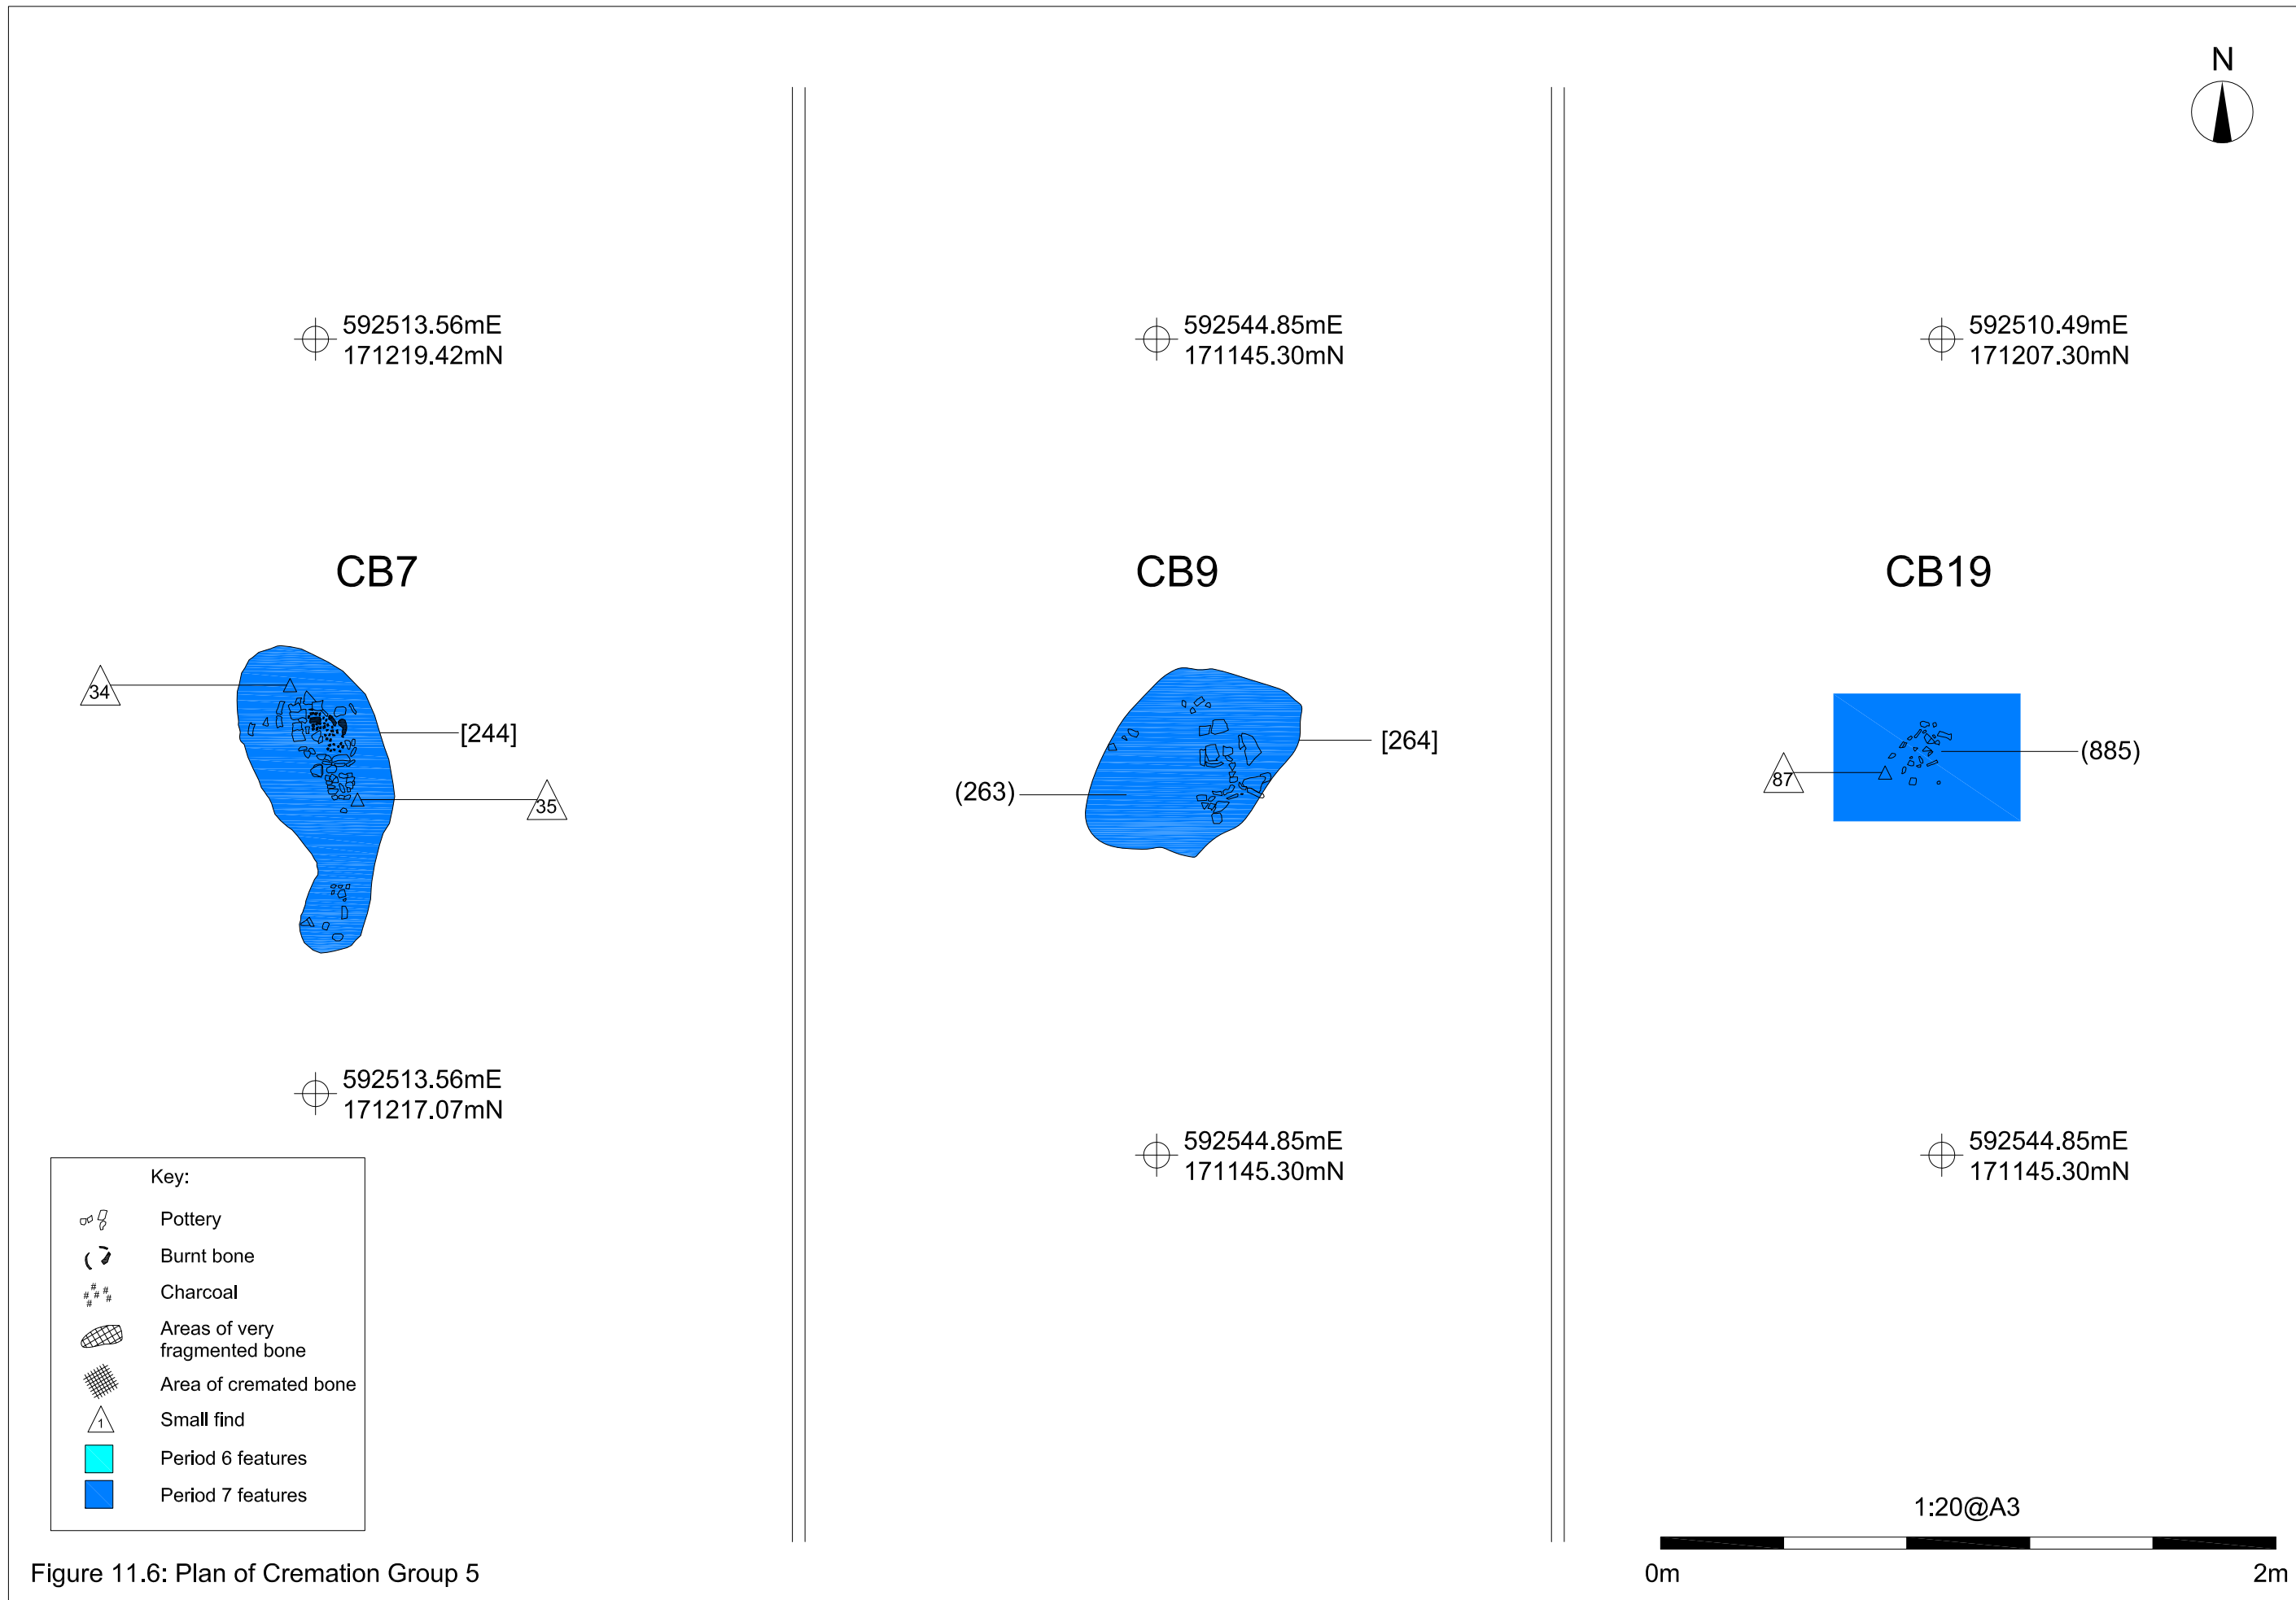 N
592513.56mE
171219.42mN
592544.85mE
171145.30mN
592510.49mE
171207.30mN
CB7
CB9
CB19
34
[244]
35
[264]
(263)
(885)
87
592513.56mE
171217.07mN
592544.85mE
171145.30mN
592544.85mE
171145.30mN
Key:
Pottery
Burnt bone
Charcoal
Areas of very
fragmented bone
Area of cremated bone
1
Small find
Period 6 features
Period 7 features
1:20@A3
0m
2m
Figure 11.6: Plan of Cremation Group 5